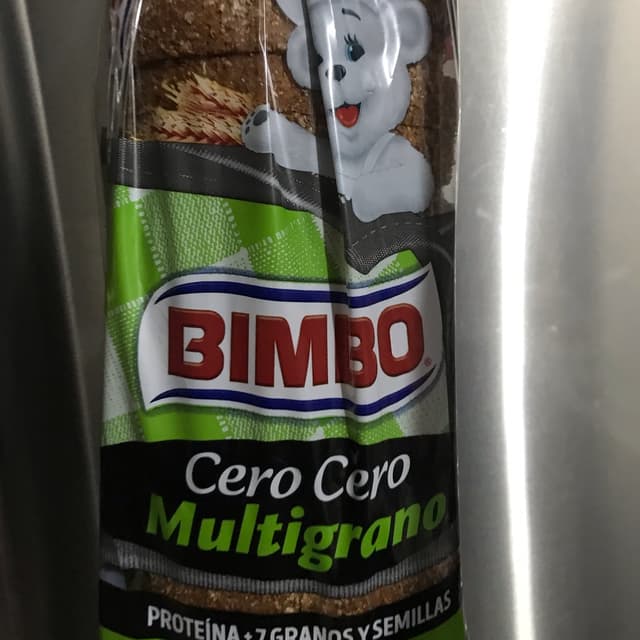 BIMBO®
Cero Cero
Multigrano
PROTEÍNA + 7 GRANOS Y SEMILLAS